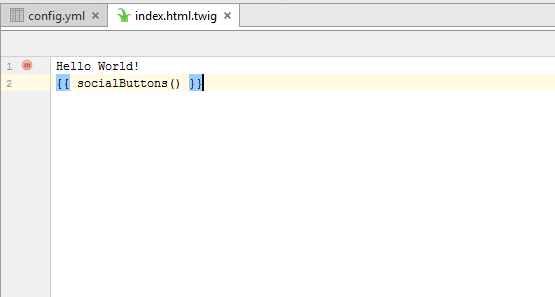 config.yml index.html.twig
1 m Hello World!
2 {{ socialButtons() }}